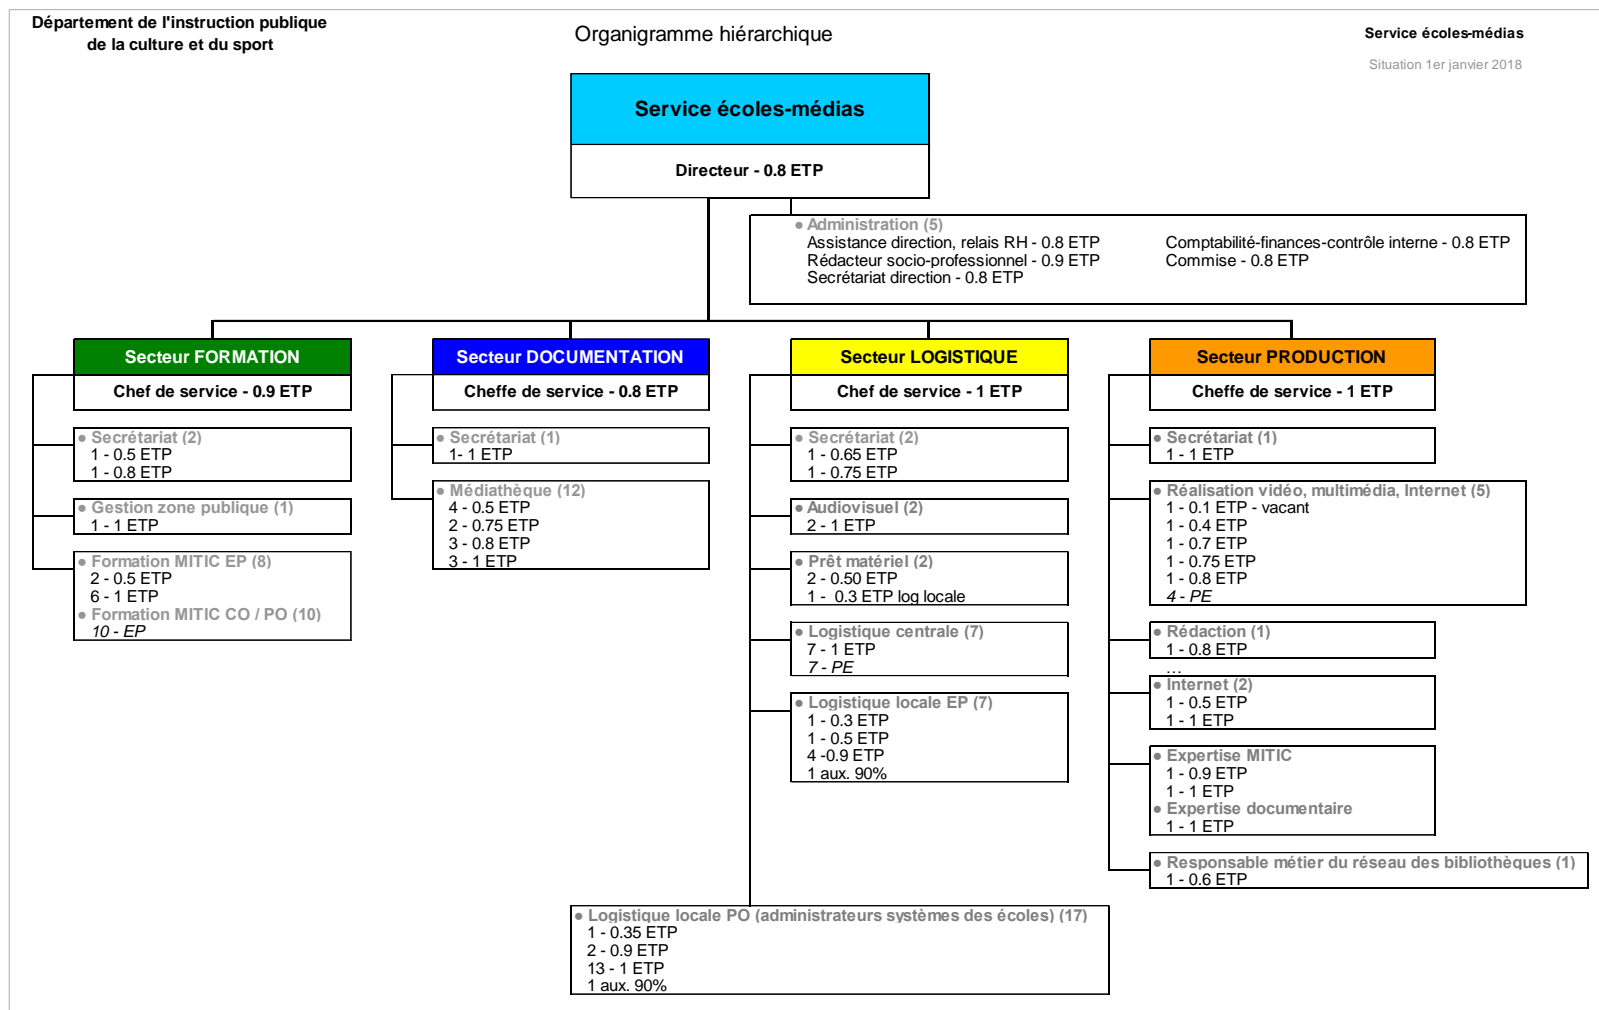 Département de l'instruction publique
de la culture et du sport
Organigramme hiérarchique
Service écoles-médias
Situation 1er janvier 2018
Service écoles-médias
Directeur - 0.8 ETP
● Administration (5)
Assistance direction, relais RH - 0.8 ETP
Rédacteur socio-professionnel - 0.9 ETP
Secrétariat direction - 0.8 ETP
Comptabilité-finances-contrôle interne - 0.8 ETP
Commise - 0.8 ETP
Secteur FORMATION
Chef de service - 0.9 ETP
● Secrétariat (2)
1 - 0.5 ETP
1 - 0.8 ETP
● Gestion zone publique (1)
1 - 1 ETP
● Formation MITIC EP (8)
2 - 0.5 ETP
6 - 1 ETP
● Formation MITIC CO / PO (10)
10 - EP
Secteur DOCUMENTATION
Cheffe de service - 0.8 ETP
● Secrétariat (1)
1- 1 ETP
● Médiathèque (12)
4 - 0.5 ETP
2 - 0.75 ETP
3 - 0.8 ETP
3 - 1 ETP
Secteur LOGISTIQUE
Chef de service - 1 ETP
● Secrétariat (2)
1 - 0.65 ETP
1 - 0.75 ETP
● Audiovisuel (2)
2 - 1 ETP
● Prêt matériel (2)
2 - 0.50 ETP
1 - 0.3 ETP log locale
● Logistique centrale (7)
7 - 1 ETP
7 - PE
● Logistique locale EP (7)
1 - 0.3 ETP
1 - 0.5 ETP
4 -0.9 ETP
1 aux. 90%
● Logistique locale PO (administrateurs systèmes des écoles) (17)
1 - 0.35 ETP
2 - 0.9 ETP
13 - 1 ETP
1 aux. 90%
Secteur PRODUCTION
Cheffe de service - 1 ETP
● Secrétariat (1)
1 - 1 ETP
● Réalisation vidéo, multimédia, Internet (5)
1 - 0.1 ETP - vacant
1 - 0.4 ETP
1 - 0.7 ETP
1 - 0.75 ETP
1 - 0.8 ETP
4 - PE
● Rédaction (1)
1 - 0.8 ETP
...
● Internet (2)
1 - 0.5 ETP
1 - 1 ETP
● Expertise MITIC
1 - 0.9 ETP
1 - 1 ETP
● Expertise documentaire
1 - 1 ETP
● Responsable métier du réseau des bibliothèques (1)
1 - 0.6 ETP